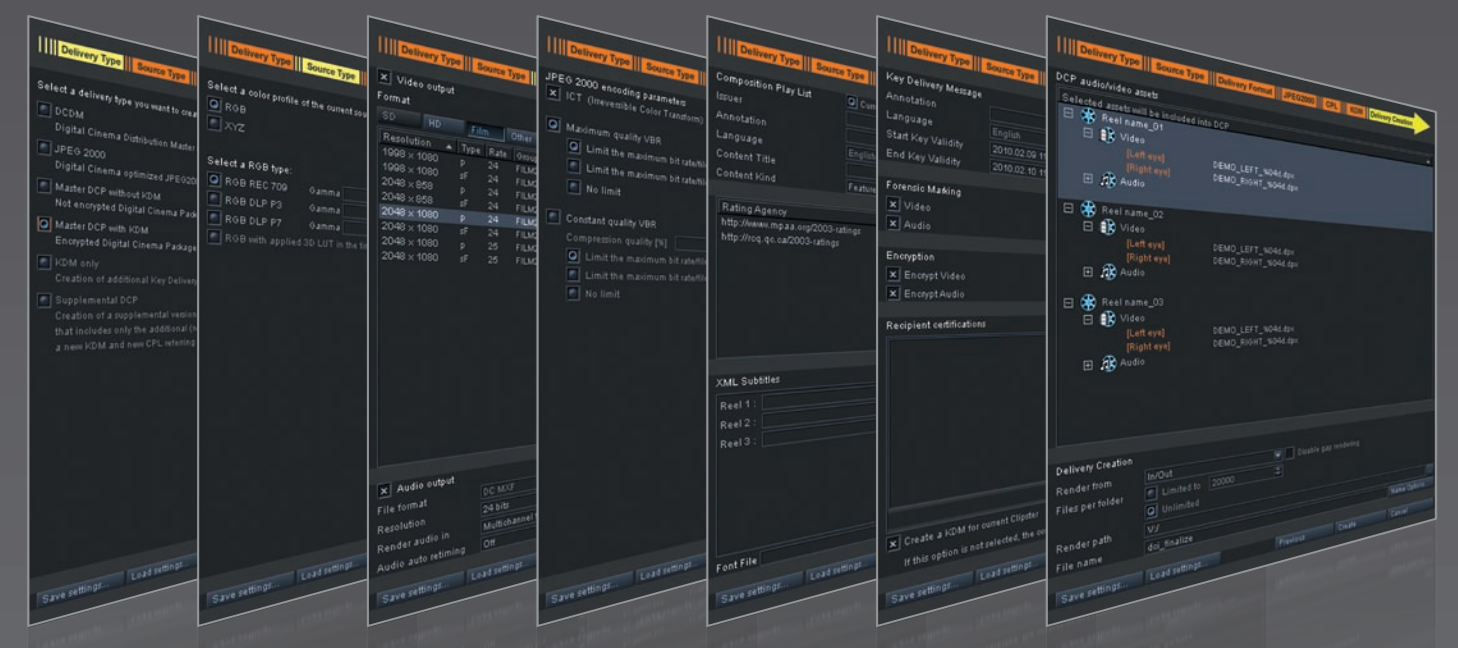 Delivery Type
Source Type
Select a delivery type you want to
DCDM
Digital Cinema Distribution Master
JPEG 2000
Digital Cinema optimized
Master DCP without KDM
Not encrypted Digital Cinema
Master DCP with KDM
Encrypted Digital Cinema Package
KDM only
Creation of additional Key
Supplemental DCP
Creation of a supplemental version
that includes only the additional
a new KDM and new CPL refering
Save settings...
Load settings...
Delivery Type
Source Type
Select a color profile of the current
RGB
XYZ
Select a RGB type:
RGB REC 709 Gamma
RGB DLP P3 Gamma
RGB DLP P7 Gamma
RGB with applied 3D LUT in the
Save settings...
Load settings...
Delivery Type
Source Type
Video output
Format
SD HD Film Other
Resolution Type Rate
1998 × 1080 p 24
1998 × 1080 sF 24
2048 × 858 p 24
2048 × 858 sF 24
2048 × 1080 p 24
2048 × 1080 sF 24
2048 × 1080 p 25
2048 × 1080 sF 25
Audio output
File format DC MXF
Resolution 24 bits
Render audio in Multichannel
Audio auto retiming Off
Save settings...
Load settings...
Delivery Type
Source Type
JPEG 2000 encoding parameters
ICT (Irreversible Color Transform)
Maximum quality VBR
Limit the maximum bit
Limit the maximum bit
No limit
Constant quality VBR
Compression quality [%]
Limit the maximum bit
Limit the maximum bit
No limit
Save settings...
Load settings...
Delivery Type
Source Type
Composition Play List
Issuer
Annotation
Language English
Content Title
Content Kind Feature
Rating Agency
http://www.mpaa.org/2003-ratings
http://rcq.qc.ca/2003-ratings
XML Subtitles
Reel 1 :
Reel 2 :
Reel 3 :
Font File
Save settings...
Load settings...
Delivery Type
Source Type
Key Delivery Message
Annotation
Language English
Start Key Validity 2010.02.09
End Key Validity 2010.02.10
Forensic Marking
Video
Audio
Encryption
Encrypt Video
Encrypt Audio
Recipient certifications
Create a KDM for current Clipster
If this option is not selected, the
Save settings...
Load settings...
Delivery Type
Source Type
Delivery Format
JPEG2000
CPL
KDM
Delivery Creation
DCP audio/video assets
Selected assets will be included into DCP
Reel name_01
Video
[Left eye] DEMO_LEFT_%04d.dpx
[Right eye] DEMO_RIGHT_%04d.dpx
Audio
Reel name_02
Video
[Left eye] DEMO_LEFT_%04d.dpx
[Right eye] DEMO_RIGHT_%04d.dpx
Audio
Reel name_03
Video
[Left eye] DEMO_LEFT_%04d.dpx
[Right eye] DEMO_RIGHT_%04d.dpx
Audio
Delivery Creation
Render from In/Out Disable gap rendering
Files per folder Limited to 20000
Unlimited
Render path V:/ Name Options
File name doi_finalize
Previous Create Cancel
Save settings...
Load settings...